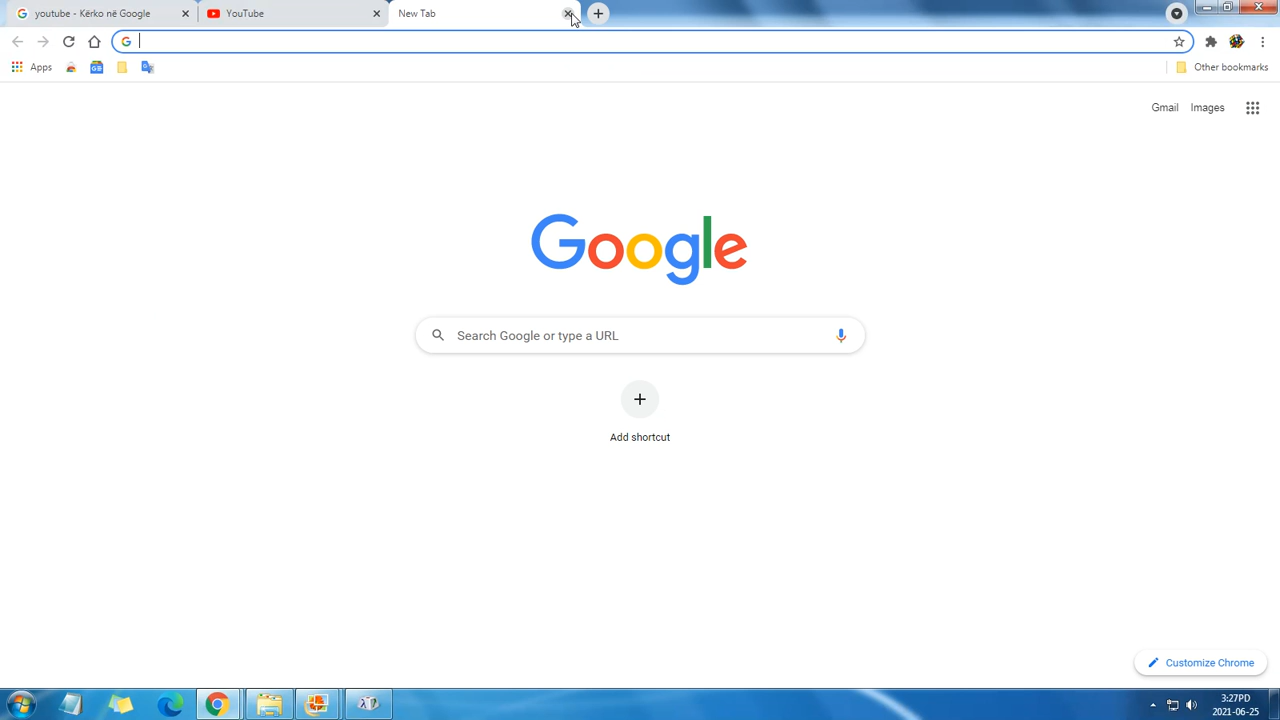 youtube - Kërko në Google
YouTube
New Tab
Apps
Other bookmarks
Gmail
Images
Google
Search Google or type a URL
Add shortcut
Customize Chrome
3:27PD
2021-06-25